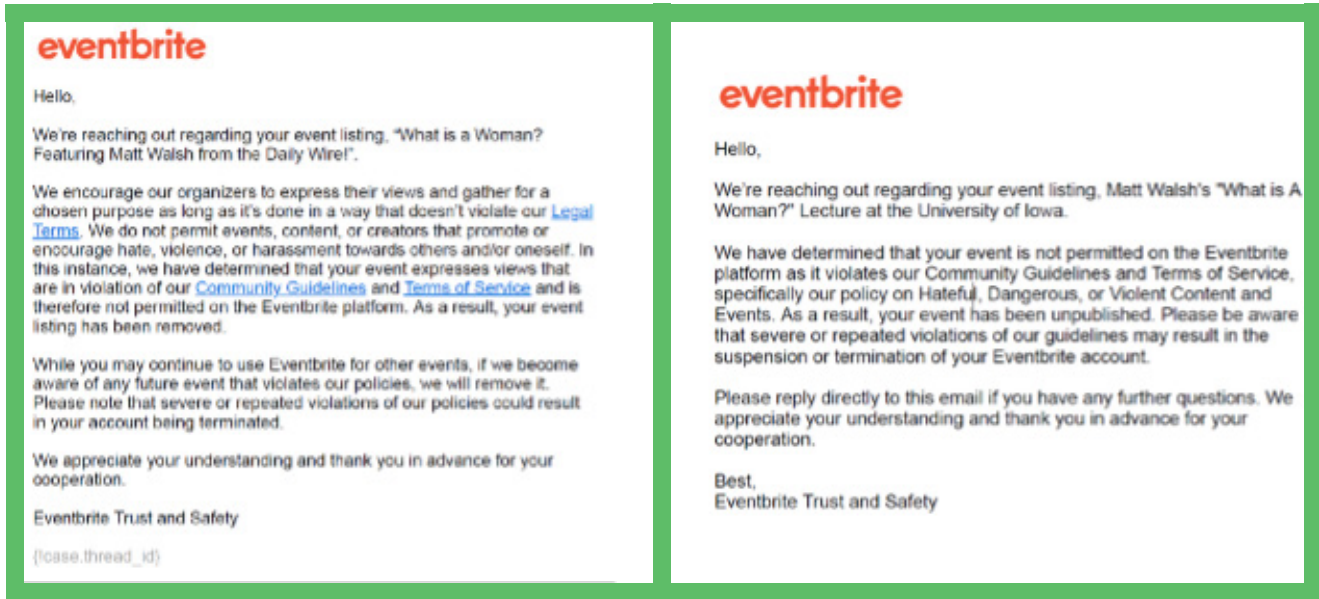 eventbrite
Hello,
We're reaching out regarding your event listing, "What is a Woman?
Featuring Matt Walsh from the Daily Wire!".
We encourage our organizers to express their views and gather for a
chosen purpose as long as it's done in a way that doesn't violate our Legal
Terms. We do not permit events, content, or creators that promote or
encourage hate, violence, or harassment towards others and/or oneself. In
this instance, we have determined that your event expresses views that
are in violation of our Community Guidelines and Terms of Service and is
therefore not permitted on the Eventbrite platform. As a result, your event
listing has been removed.
While you may continue to use Eventbrite for other events, if we become
aware of any future event that violates our policies, we will remove it.
Please note that severe or repeated violations of our policies could result
in your account being terminated.
We appreciate your understanding and thank you in advance for your
cooperation.
Eventbrite Trust and Safety
{!case.thread_id}
eventbrite
Hello,
We're reaching out regarding your event listing, Matt Walsh's "What is A
Woman?" Lecture at the University of Iowa.
We have determined that your event is not permitted on the Eventbrite
platform as it violates our Community Guidelines and Terms of Service,
specifically our policy on Hateful, Dangerous, or Violent Content and
Events. As a result, your event has been unpublished. Please be aware
that severe or repeated violations of our guidelines may result in the
suspension or termination of your Eventbrite account.
Please reply directly to this email if you have any further questions. We
appreciate your understanding and thank you in advance for your
cooperation.
Best,
Eventbrite Trust and Safety